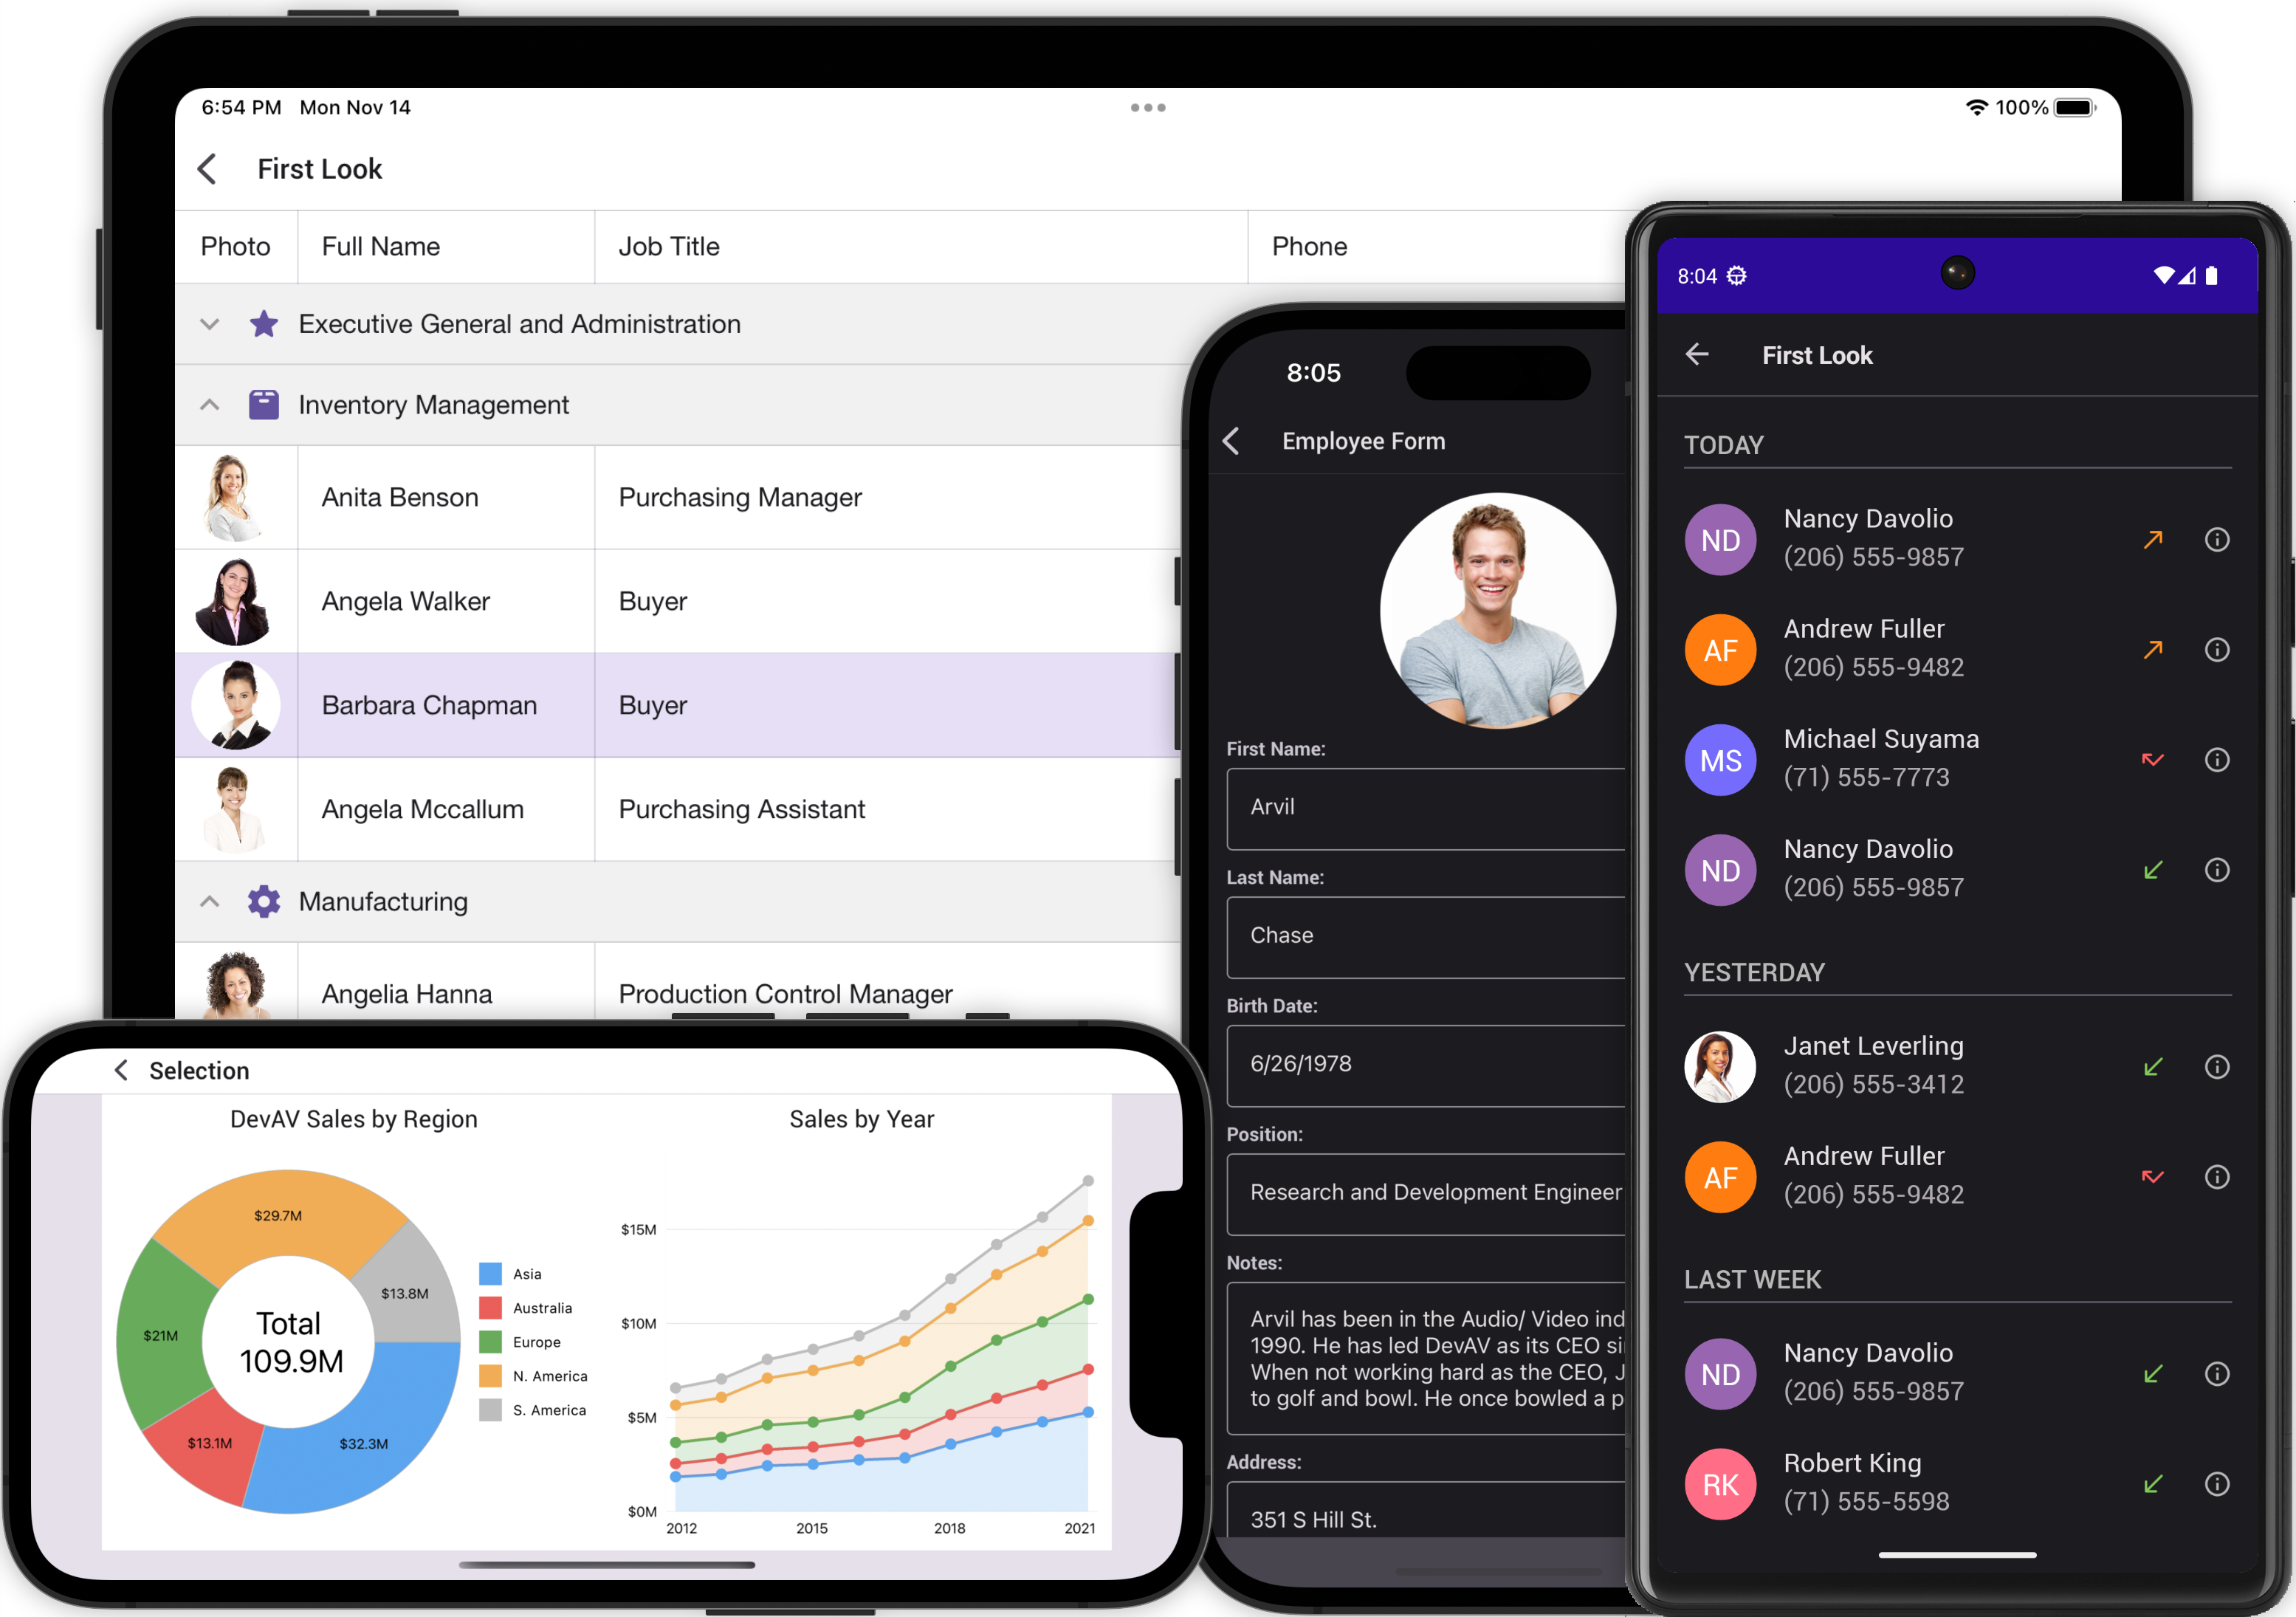 6:54 PM Mon Nov 14
100%
First Look
Photo Full Name Job Title Phone
Executive General and Administration
Inventory Management
Anita Benson Purchasing Manager
Angela Walker Buyer
Barbara Chapman Buyer
Angela Mccallum Purchasing Assistant
Manufacturing
Angelia Hanna Production Control Manager
Selection
DevAV Sales by Region
$29.7M
$13.8M
$21M
Total
109.9M
$13.1M
$32.3M
Asia
Australia
Europe
N. America
S. America
Sales by Year
$15M
$10M
$5M
$0M
2012 2015 2018 2021
8:05
Employee Form
First Name:
Arvil
Last Name:
Chase
Birth Date:
6/26/1978
Position:
Research and Development Engineer
Notes:
Arvil has been in the Audio/ Video ind
1990. He has led DevAV as its CEO si
When not working hard as the CEO, J
to golf and bowl. He once bowled a p
Address:
351 S Hill St.
8:04
First Look
TODAY
ND
Nancy Davolio
(206) 555-9857
AF
Andrew Fuller
(206) 555-9482
MS
Michael Suyama
(71) 555-7773
ND
Nancy Davolio
(206) 555-9857
YESTERDAY
Janet Leverling
(206) 555-3412
AF
Andrew Fuller
(206) 555-9482
LAST WEEK
ND
Nancy Davolio
(206) 555-9857
RK
Robert King
(71) 555-5598